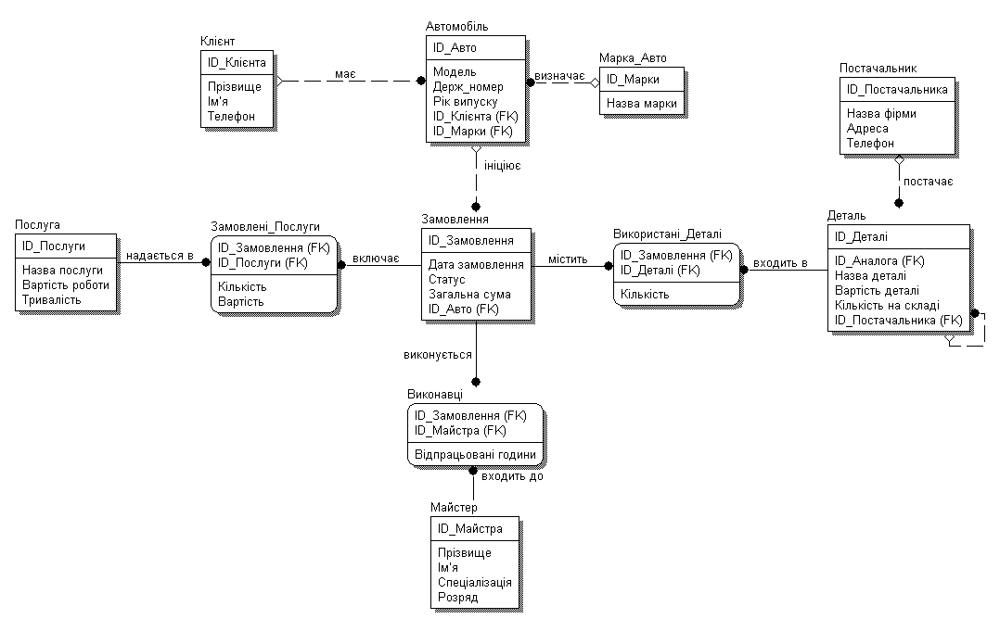 Клієнт
ID_Клієнта
Прізвище
Ім'я
Телефон
має
Автомобіль
ID_Авто
Модель
Держ_номер
Рік випуску
ID_Клієнта (FK)
ID_Марки (FK)
визначає
Марка_Авто
ID_Марки
Назва марки
Постачальник
ID_Постачальника
Назва фірми
Адреса
Телефон
ініціює
постачає
Послуга
ID_Послуги
Назва послуги
Вартість роботи
Тривалість
надається в
Замовлені_Послуги
ID_Замовлення (FK)
ID_Послуги (FK)
Кількість
Вартість
включає
Замовлення
ID_Замовлення
Дата замовлення
Статус
Загальна сума
ID_Авто (FK)
містить
Використані_Деталі
ID_Замовлення (FK)
ID_Деталі (FK)
Кількість
входить в
Деталь
ID_Деталі
ID_Аналога (FK)
Назва деталі
Вартість деталі
Кількість на складі
ID_Постачальника (FK)
виконується
Виконавці
ID_Замовлення (FK)
ID_Майстра (FK)
Відпрацьовані години
входить до
Майстер
ID_Майстра
Прізвище
Ім'я
Спеціалізація
Розряд